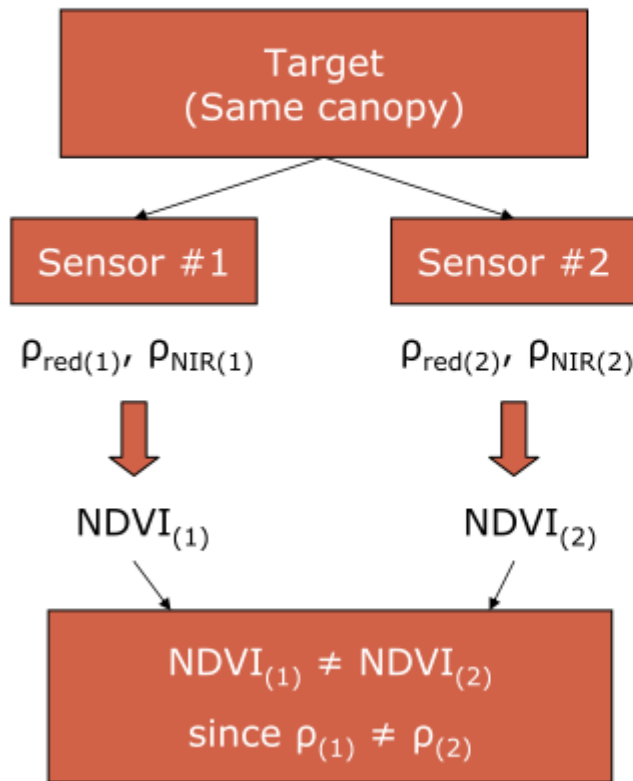 Target
(Same canopy)
Sensor #1
Sensor #2
ρred(1), ρNIR(1)
ρred(2), ρNIR(2)
NDVI(1)
NDVI(2)
NDVI(1) ≠ NDVI(2)
since ρ(1) ≠ ρ(2)